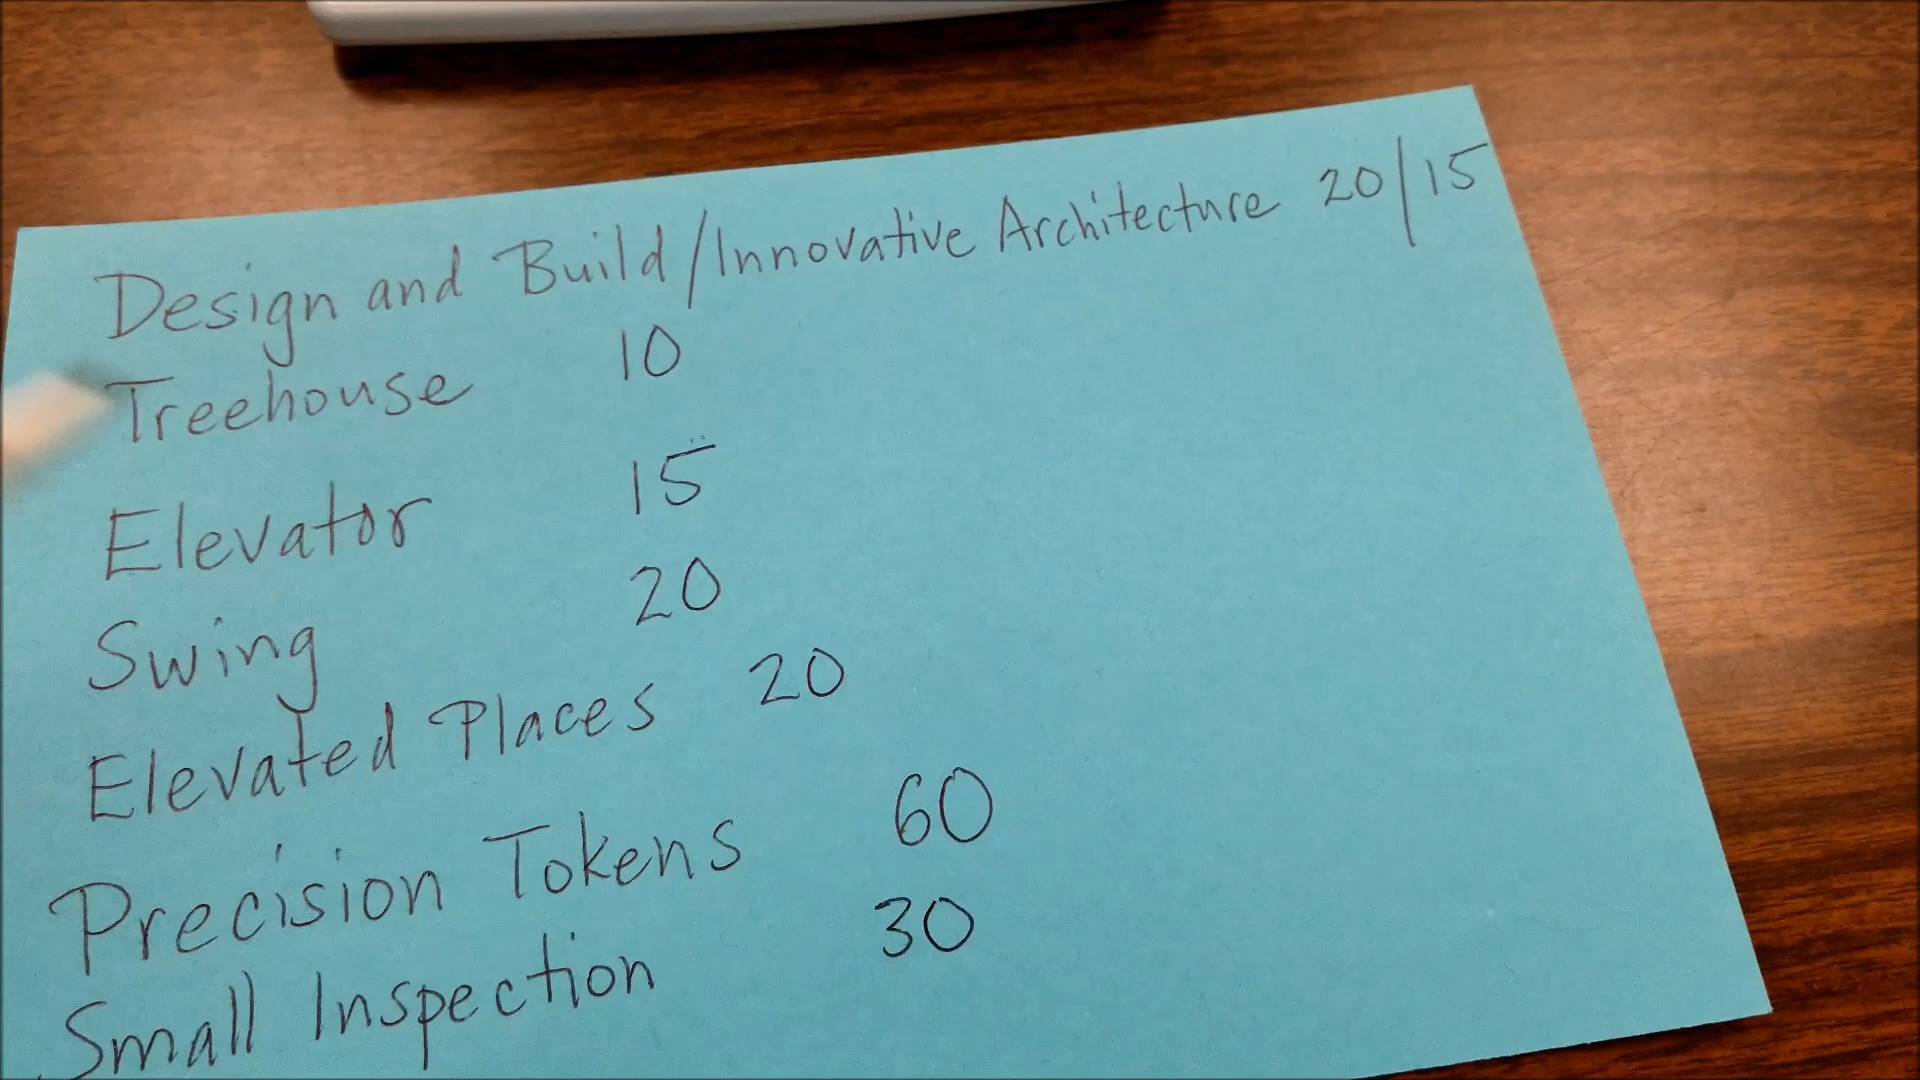 Design and Build/Innovative Architecture 20/15
Treehouse 10
Elevator 15
Swing 20
Elevated Places 20
Precision Tokens 60
Small Inspection 30